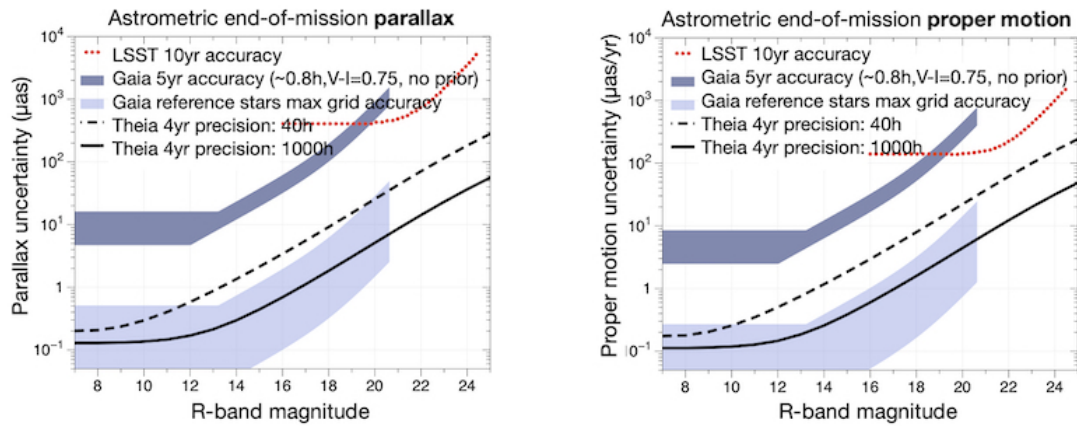 Astrometric end-of-mission parallax
10⁴
10³
10²
10¹
1
10⁻¹
Parallax uncertainty (µas)
LSST 10yr accuracy
Gaia 5yr accuracy (~0.8h,V-I=0.75, no prior)
Gaia reference stars max grid accuracy
Theia 4yr precision: 40h
Theia 4yr precision: 1000h
8 10 12 14 16 18 20 22 24
R-band magnitude
Astrometric end-of-mission proper motion
10⁴
10³
10²
10¹
1
10⁻¹
Proper motion uncertainty (µas/yr)
LSST 10yr accuracy
Gaia 5yr accuracy (~0.8h,V-I=0.75, no prior)
Gaia reference stars max grid accuracy
Theia 4yr precision: 40h
Theia 4yr precision: 1000h
8 10 12 14 16 18 20 22 24
R-band magnitude